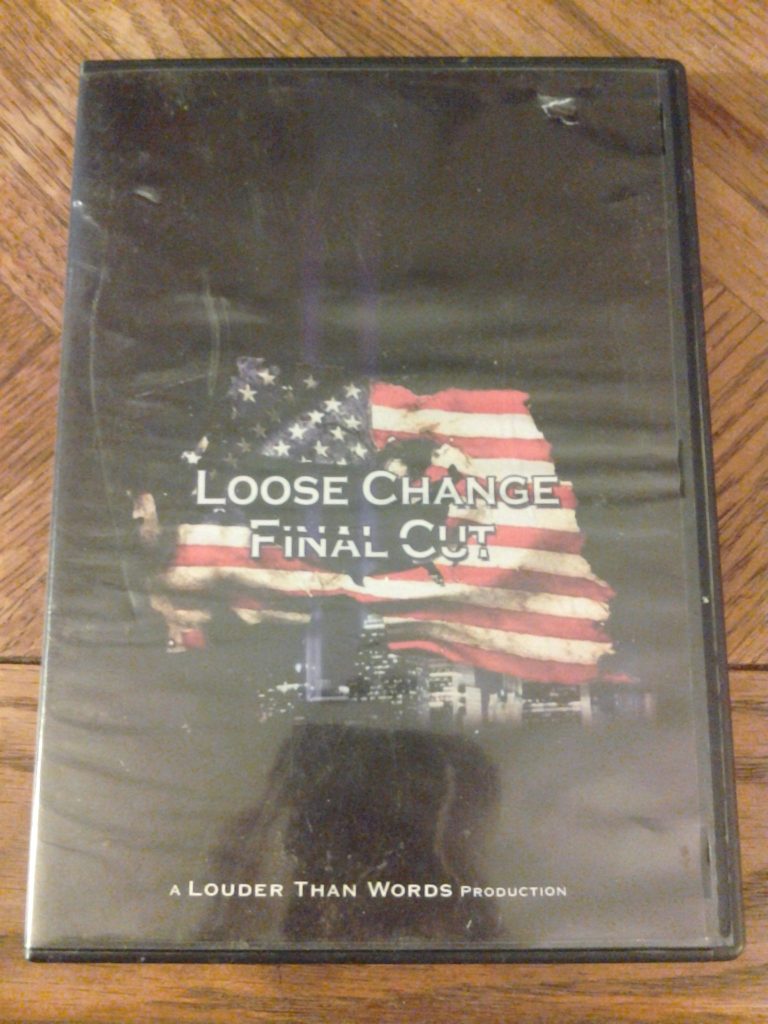 LOOSE CHANGE
FINAL CUT
A LOUDER THAN WORDS PRODUCTION